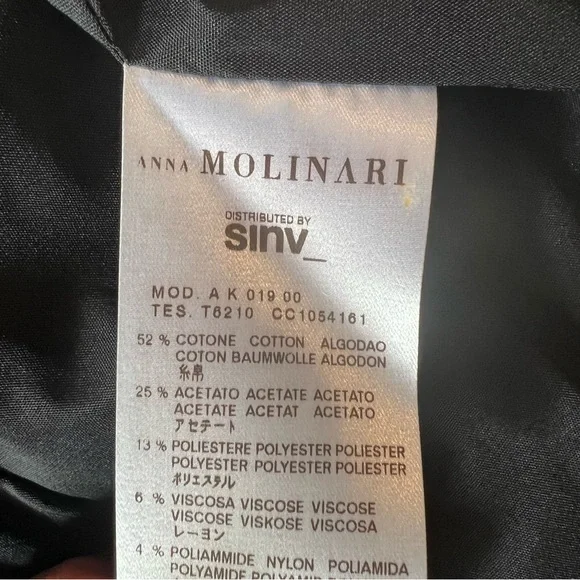 ANNA MOLINARI
DISTRIBUTED BY
sinv_
MOD. A K 019 00
TES. T6210 CC1054161
52 % COTONE COTTON ALGODAO
COTON BAUMWOLLE ALGODON
25 % ACETATO ACETATE ACETATO
ACETATE ACETAT ACETATO
アセテート
13 % POLIESTERE POLYESTER POLIESTER
POLYESTER POLYESTER POLIESTER
ポリエステル
6 % VISCOSA VISCOSE VISCOSE
VISCOSE VISKOSE VISCOSA
レーヨン
4 % POLIAMMIDE NYLON POLIAMIDA
POLYAMIDE POLYAMID